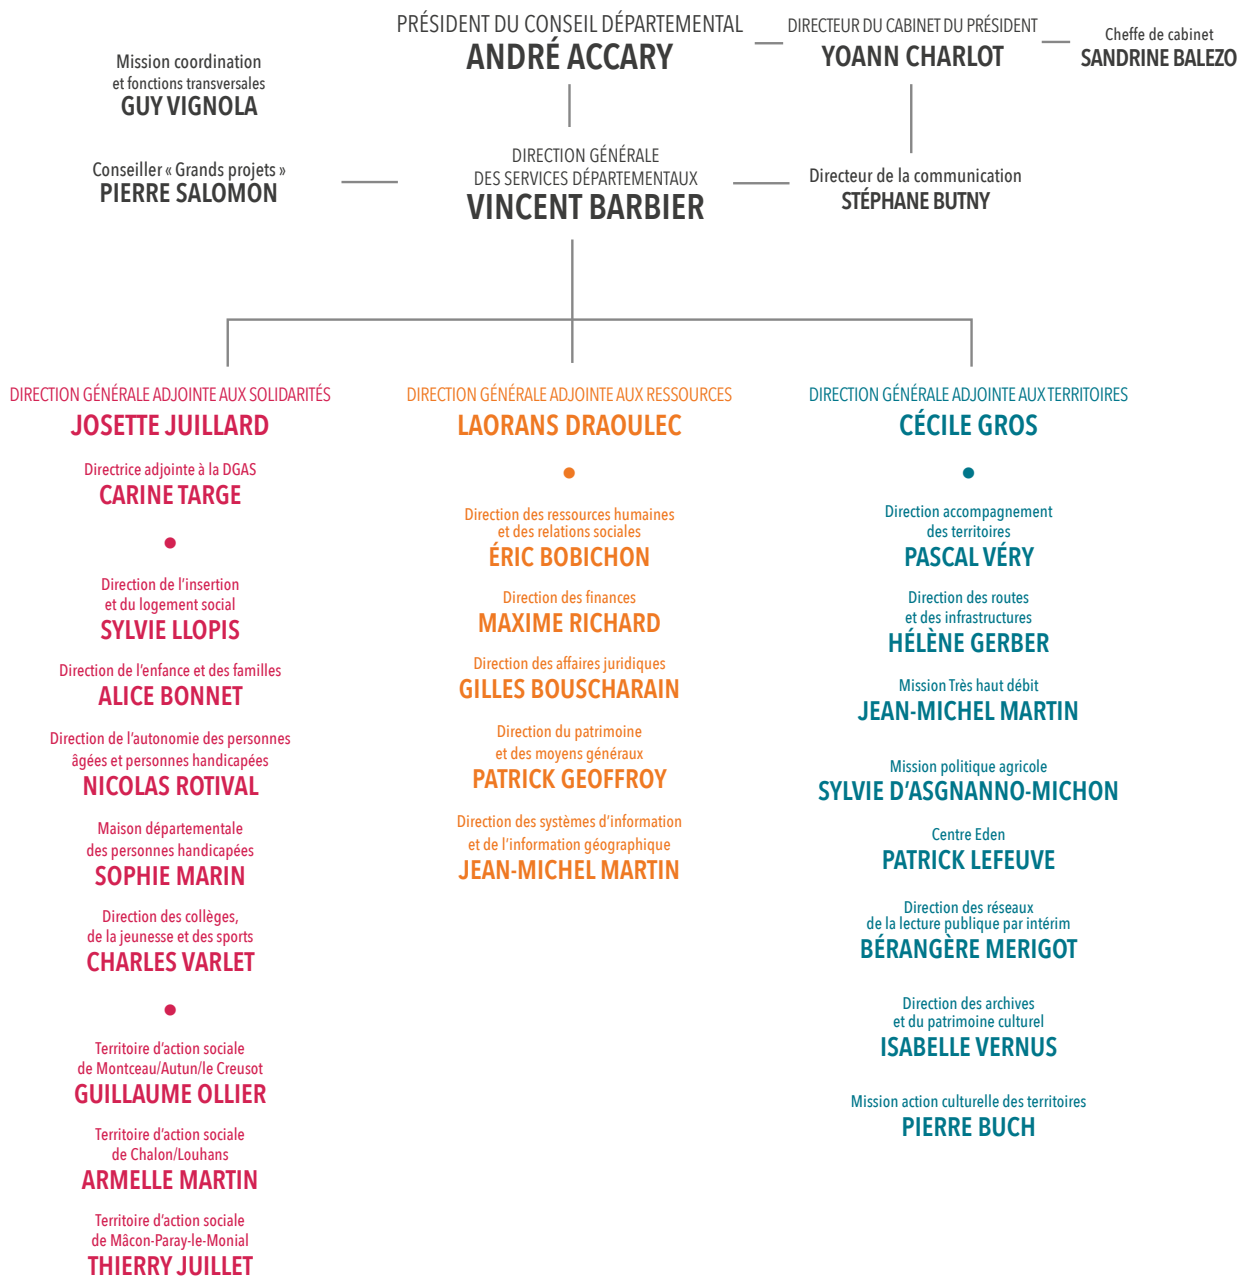 PRÉSIDENT DU CONSEIL DÉPARTEMENTAL
ANDRÉ ACCARY
DIRECTEUR DU CABINET DU PRÉSIDENT
YOANN CHARLOT
Cheffe de cabinet
SANDRINE BALEZO
Mission coordination
et fonctions transversales
GUY VIGNOLA
Conseiller « Grands projets »
PIERRE SALOMON
DIRECTION GÉNÉRALE
DES SERVICES DÉPARTEMENTAUX
VINCENT BARBIER
Directeur de la communication
STÉPHANE BUTNY
DIRECTION GÉNÉRALE ADJOINTE AUX SOLIDARITÉS
JOSETTE JUILLARD
Directrice adjointe à la DGAS
CARINE TARGE
Direction de l'insertion
et du logement social
SYLVIE LLOPIS
Direction de l'enfance et des familles
ALICE BONNET
Direction de l'autonomie des personnes
âgées et personnes handicapées
NICOLAS ROTIVAL
Maison départementale
des personnes handicapées
SOPHIE MARIN
Direction des collèges,
de la jeunesse et des sports
CHARLES VARLET
Territoire d'action sociale
de Montceau/Autun/le Creusot
GUILLAUME OLLIER
Territoire d'action sociale
de Chalon/Louhans
ARMELLE MARTIN
Territoire d'action sociale
de Mâcon-Paray-le-Monial
THIERRY JUILLET
DIRECTION GÉNÉRALE ADJOINTE AUX RESSOURCES
LAORANS DRAOULEC
Direction des ressources humaines
et des relations sociales
ÉRIC BOBICHON
Direction des finances
MAXIME RICHARD
Direction des affaires juridiques
GILLES BOUSCHARAIN
Direction du patrimoine
et des moyens généraux
PATRICK GEOFFROY
Direction des systèmes d'information
et de l'information géographique
JEAN-MICHEL MARTIN
DIRECTION GÉNÉRALE ADJOINTE AUX TERRITOIRES
CÉCILE GROS
Direction accompagnement
des territoires
PASCAL VÉRY
Direction des routes
et des infrastructures
HÉLÈNE GERBER
Mission Très haut débit
JEAN-MICHEL MARTIN
Mission politique agricole
SYLVIE D'ASGNANNO-MICHON
Centre Eden
PATRICK LEFEUVE
Direction des réseaux
de la lecture publique par intérim
BÉRANGÈRE MERIGOT
Direction des archives
et du patrimoine culturel
ISABELLE VERNUS
Mission action culturelle des territoires
PIERRE BUCH